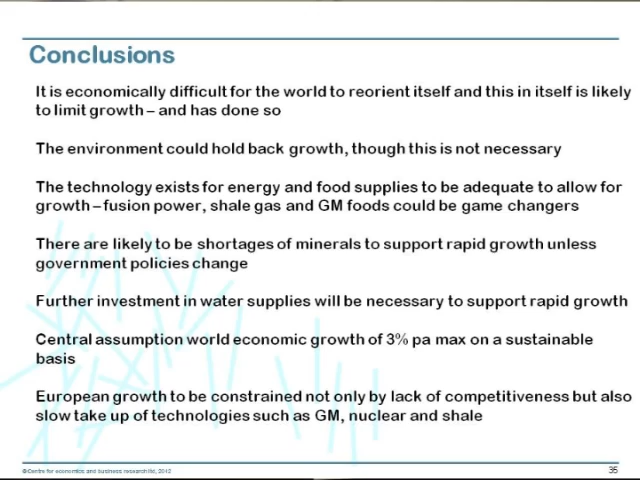 Conclusions
It is economically difficult for the world to reorient itself and this in itself is likely
to limit growth – and has done so
The environment could hold back growth, though this is not necessary
The technology exists for energy and food supplies to be adequate to allow for
growth – fusion power, shale gas and GM foods could be game changers
There are likely to be shortages of minerals to support rapid growth unless
government policies change
Further investment in water supplies will be necessary to support rapid growth
Central assumption world economic growth of 3% pa max on a sustainable
basis
European growth to be constrained not only by lack of competitiveness but also
slow take up of technologies such as GM, nuclear and shale
© Centre for economics and business research ltd, 2012
35